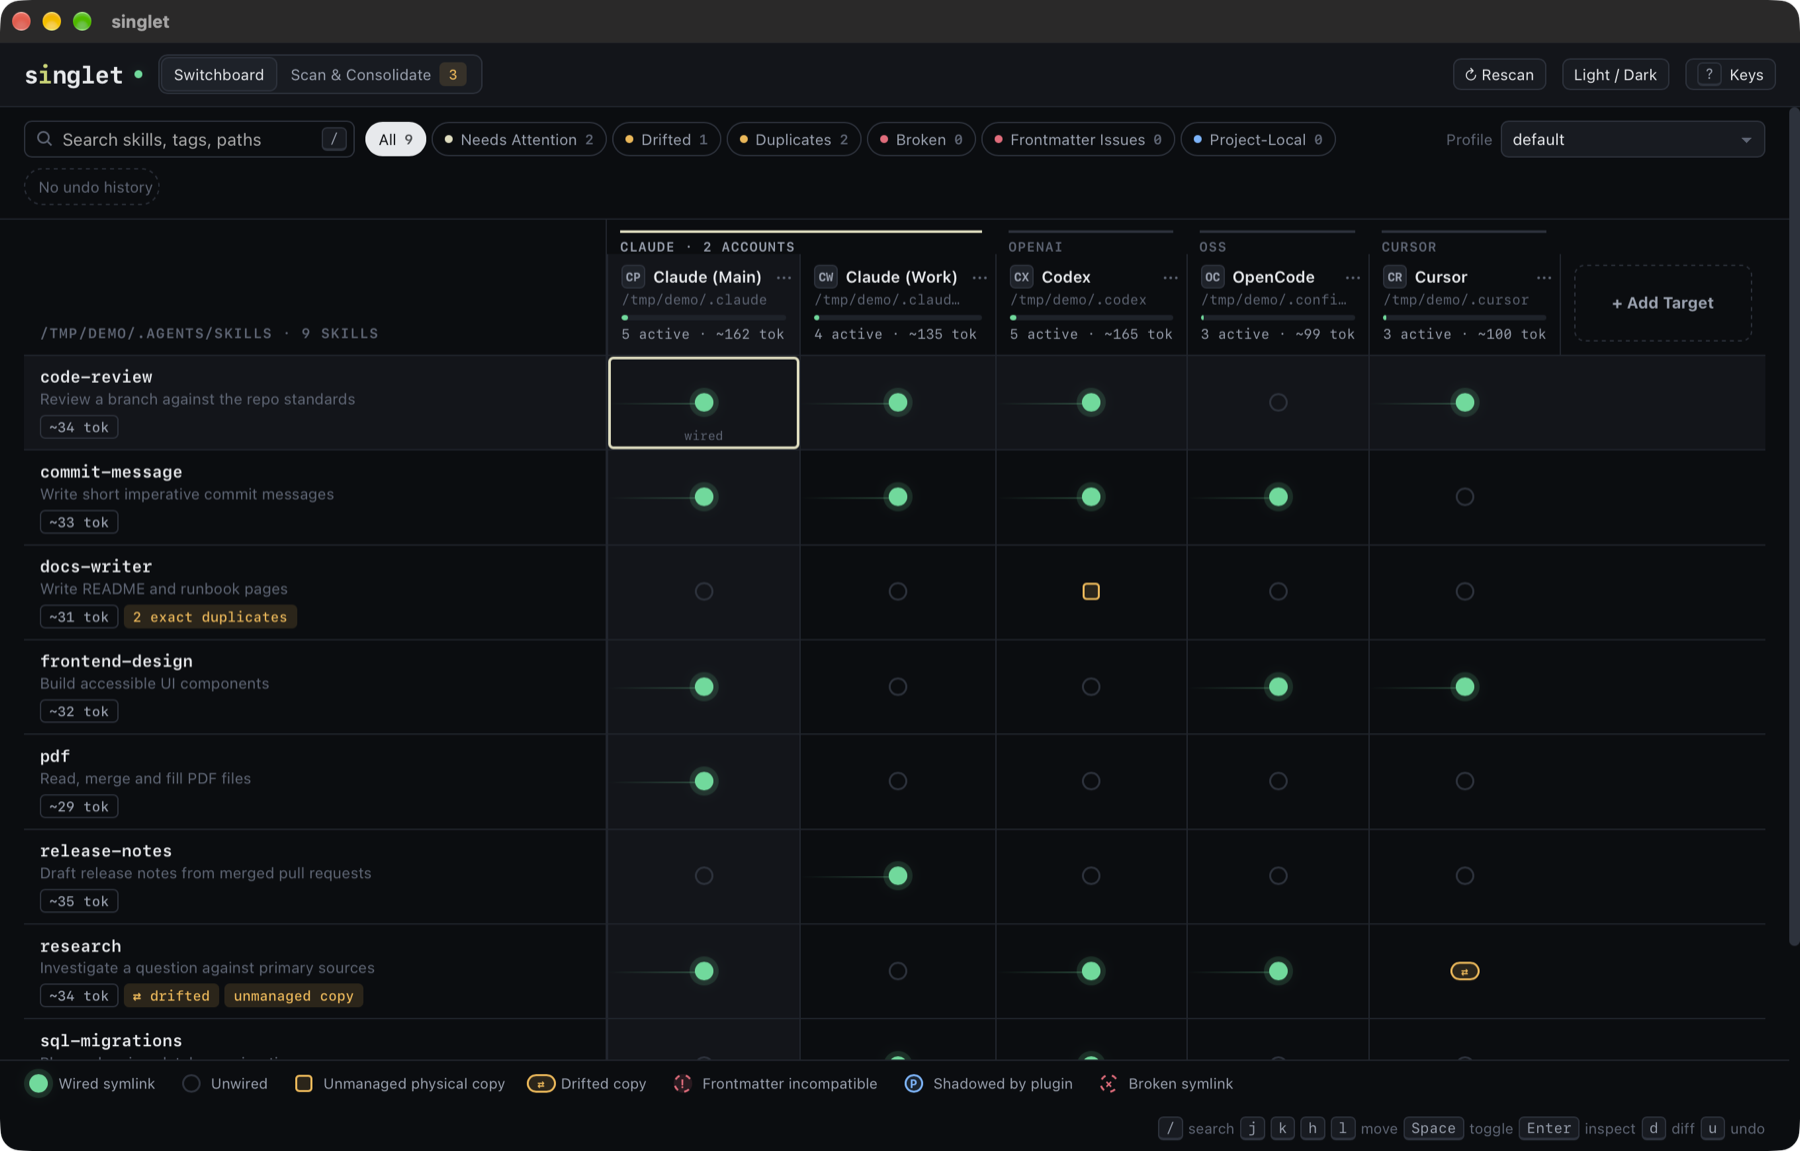 singlet
singlet
Switchboard
Scan & Consolidate 3
Rescan
Light / Dark
? Keys
Search skills, tags, paths /
All 9
Needs Attention 2
Drifted 1
Duplicates 2
Broken 0
Frontmatter Issues 0
Project-Local 0
Profile
default
No undo history
CLAUDE · 2 ACCOUNTS
OPENAI
OSS
CURSOR
CP Claude (Main) ...
CW Claude (Work) ...
CX Codex ...
OC OpenCode ...
CR Cursor ...
/tmp/demo/.claude
/tmp/demo/.claud…
/tmp/demo/.codex
/tmp/demo/.confi…
/tmp/demo/.cursor
+ Add Target
/TMP/DEMO/.AGENTS/SKILLS · 9 SKILLS
5 active · ~162 tok
4 active · ~135 tok
5 active · ~165 tok
3 active · ~99 tok
3 active · ~100 tok
code-review
Review a branch against the repo standards
~34 tok
wired
commit-message
Write short imperative commit messages
~33 tok
docs-writer
Write README and runbook pages
~31 tok
2 exact duplicates
frontend-design
Build accessible UI components
~32 tok
pdf
Read, merge and fill PDF files
~29 tok
release-notes
Draft release notes from merged pull requests
~35 tok
research
Investigate a question against primary sources
~34 tok
⇄ drifted
unmanaged copy
⇄
sql-migrations
Wired symlink
Unwired
Unmanaged physical copy
⇄ Drifted copy
! Frontmatter incompatible
P Shadowed by plugin
× Broken symlink
/ search j k h l move Space toggle Enter inspect d diff u undo